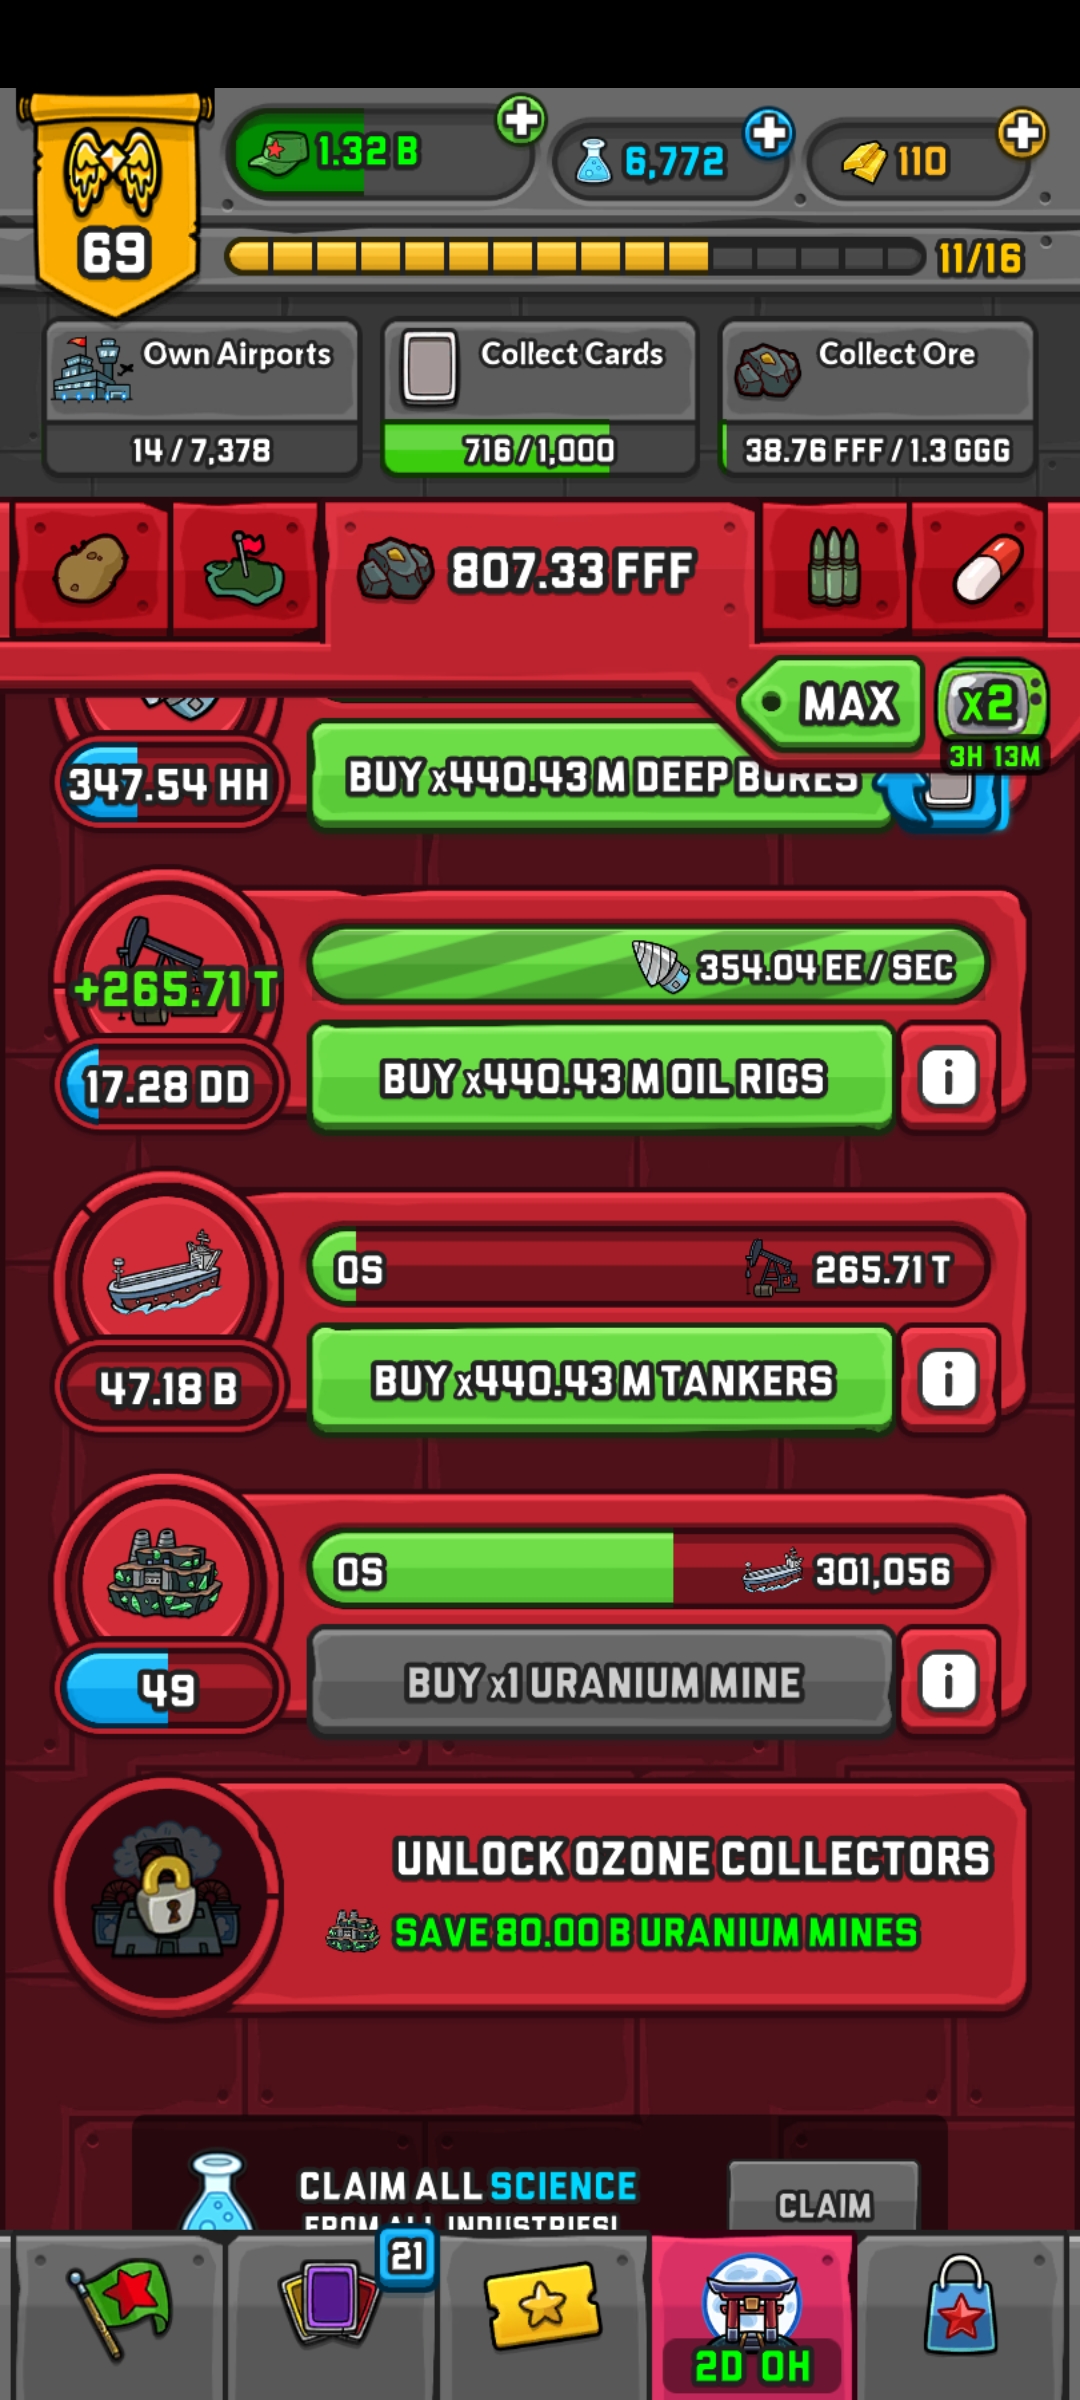 69
1.32 B
6,772
110
11/16
Own Airports
14 / 7,378
Collect Cards
716 / 1,000
Collect Ore
38.76 FFF / 1.3 GGG
807.33 FFF
MAX
x2
3H 13M
347.54 HH
BUY x440.43 M DEEP BORES
+265.71 T
354.04 EE / SEC
17.28 DD
BUY x440.43 M OIL RIGS
i
0S
265.71 T
47.18 B
BUY x440.43 M TANKERS
i
0S
301,056
49
BUY x1 URANIUM MINE
i
UNLOCK OZONE COLLECTORS
SAVE 80.00 B URANIUM MINES
CLAIM ALL SCIENCE
FROM ALL INDUSTRIES!
CLAIM
21
2D 0H